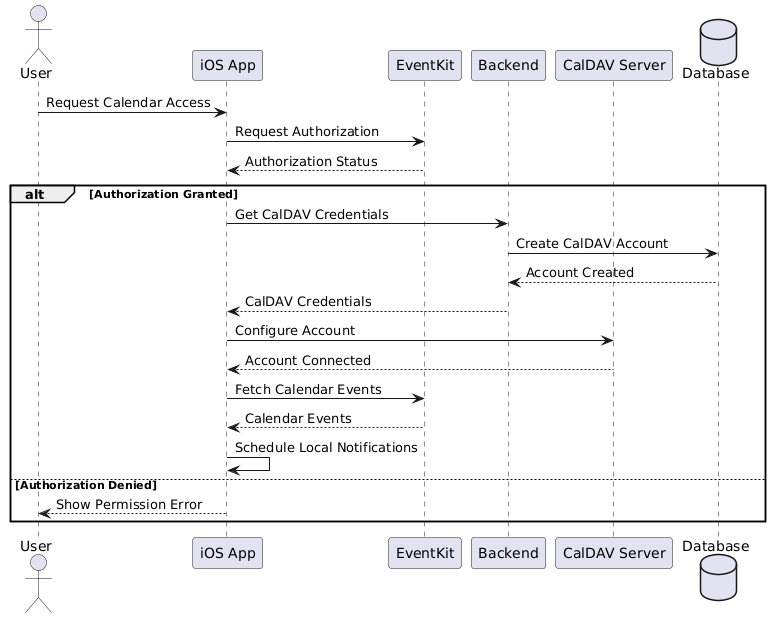 User
iOS App
EventKit
Backend
CalDAV Server
Database
Request Calendar Access
Request Authorization
Authorization Status
alt [Authorization Granted]
Get CalDAV Credentials
Create CalDAV Account
Account Created
CalDAV Credentials
Configure Account
Account Connected
Fetch Calendar Events
Calendar Events
Schedule Local Notifications
[Authorization Denied]
Show Permission Error
User
iOS App
EventKit
Backend
CalDAV Server
Database